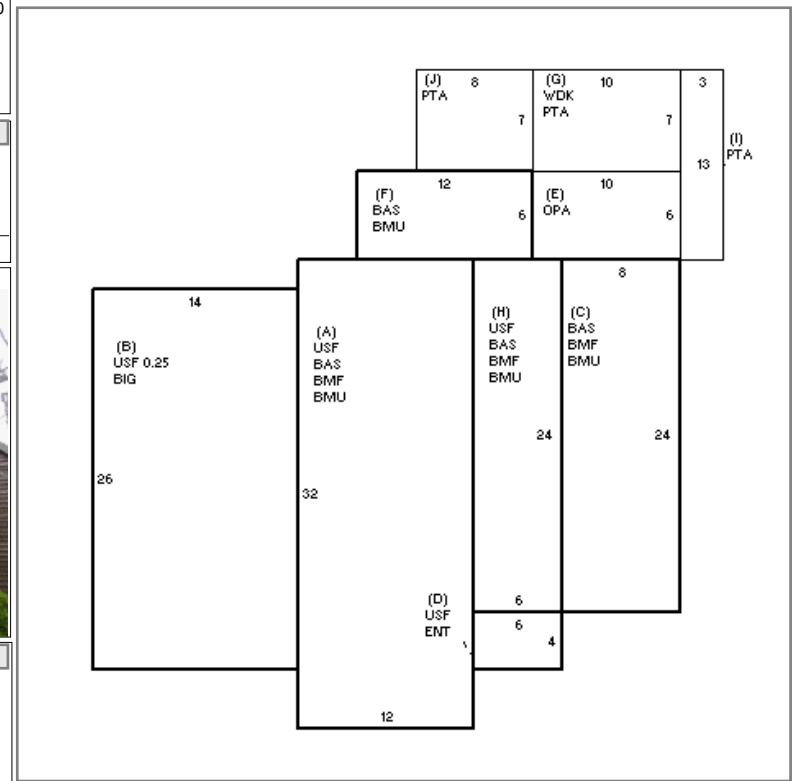 (J) 8
PTA
7
(G) 10
WDK
PTA
7
3
13
(I)
PTA
12
(F)
BAS
BMU
6
10
(E)
OPA
6
14
(B)
USF 0.25
BIG
26
(A)
USF
BAS
BMF
BMU
32
12
(H)
USF
BAS
BMF
BMU
24
6
8
(C)
BAS
BMF
BMU
24
(D)
USF
ENT
6
4